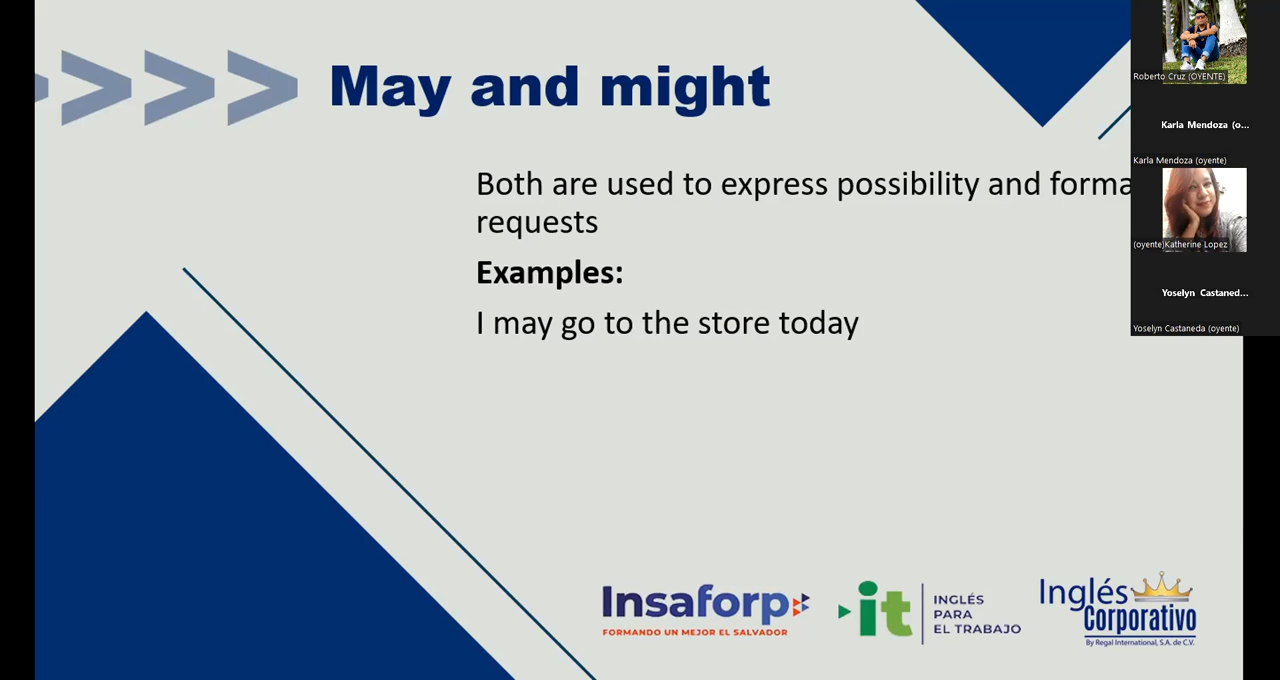 May and might
Both are used to express possibility and forma
requests
Examples:
I may go to the store today
Roberto Cruz (OYENTE)
Karla Mendoza (o...
Karla Mendoza (oyente)
(oyente)Katherine Lopez
Yoselyn Castaned...
Yoselyn Castaneda (oyente)
Insaforp
FORMANDO UN MEJOR EL SALVADOR
it
INGLÉS
PARA
EL TRABAJO
Inglés
Corporativo
By Regal International, S.A. de C.V.